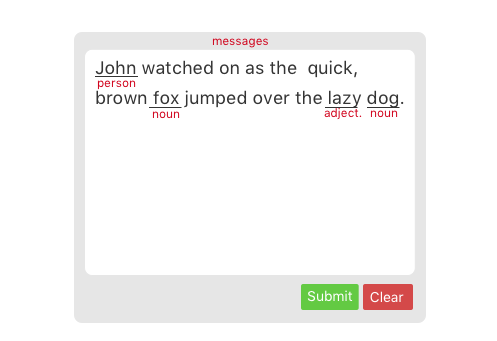 messages
John watched on as the quick,
person
brown fox jumped over the lazy dog.
noun adject. noun
Submit Clear